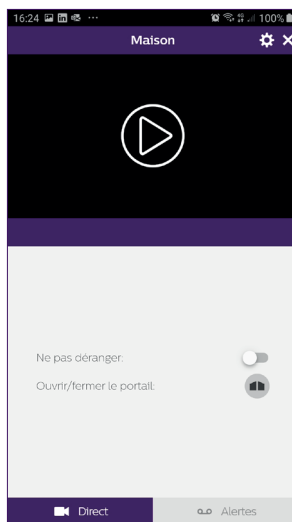 16:24 ··· 100%
Maison
Ne pas déranger:
Ouvrir/fermer le portail:
Direct Alertes